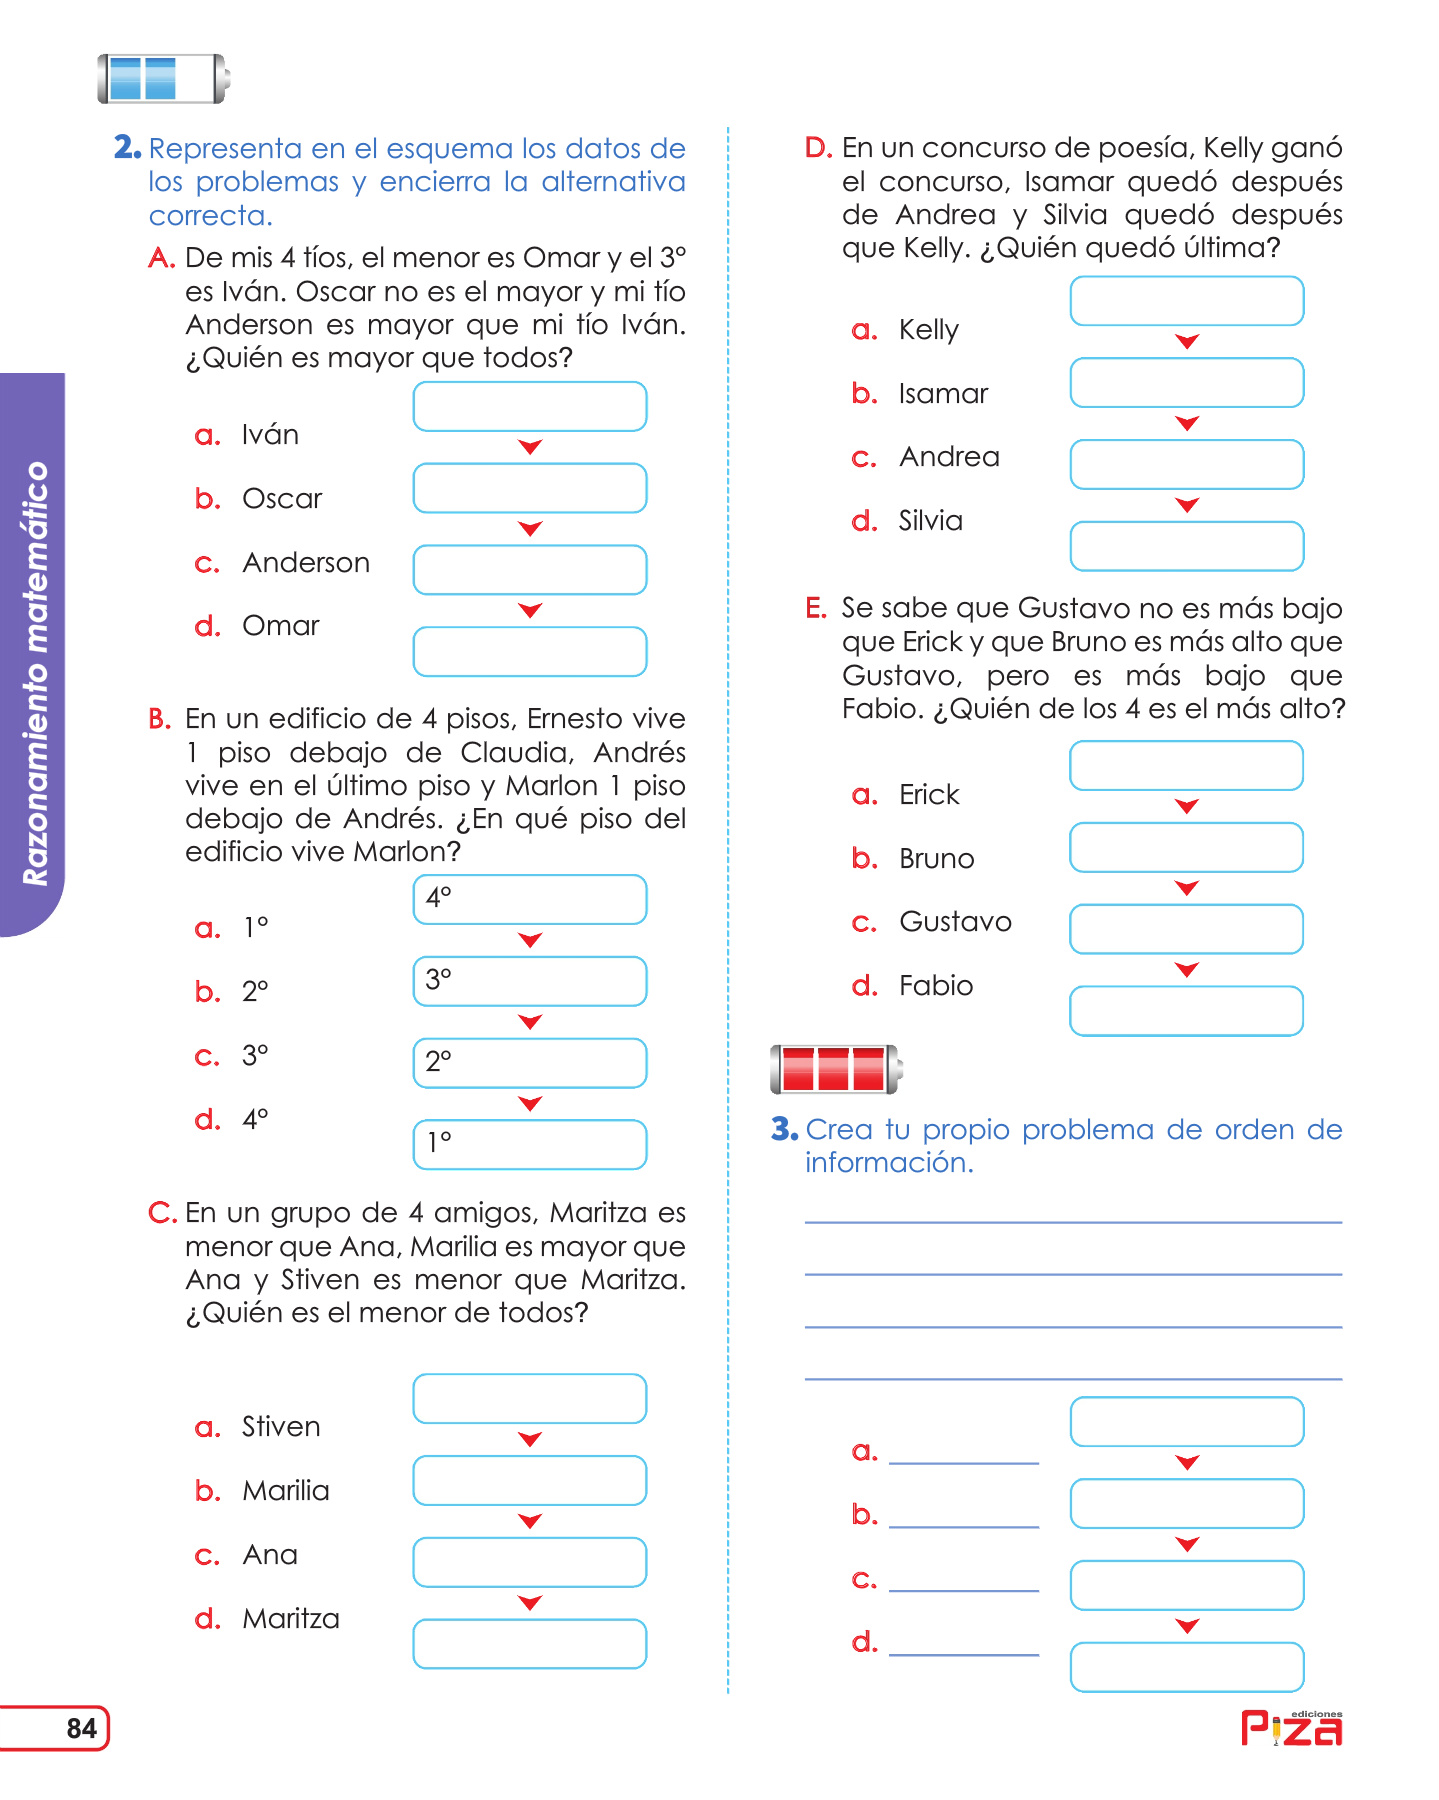 2. Representa en el esquema los datos de
los problemas y encierra la alternativa
correcta.
A. De mis 4 tíos, el menor es Omar y el 3°
es Iván. Oscar no es el mayor y mi tío
Anderson es mayor que mi tío Iván.
¿Quién es mayor que todos?
a. Iván
b. Oscar
c. Anderson
d. Omar
B. En un edificio de 4 pisos, Ernesto vive
1 piso debajo de Claudia, Andrés
vive en el último piso y Marlon 1 piso
debajo de Andrés. ¿En qué piso del
edificio vive Marlon?
a. 1°
b. 2°
c. 3°
d. 4°
4°
3°
2°
1°
C. En un grupo de 4 amigos, Maritza es
menor que Ana, Marilia es mayor que
Ana y Stiven es menor que Maritza.
¿Quién es el menor de todos?
a. Stiven
b. Marilia
c. Ana
d. Maritza
D. En un concurso de poesía, Kelly ganó
el concurso, Isamar quedó después
de Andrea y Silvia quedó después
que Kelly. ¿Quién quedó última?
a. Kelly
b. Isamar
c. Andrea
d. Silvia
E. Se sabe que Gustavo no es más bajo
que Erick y que Bruno es más alto que
Gustavo, pero es más bajo que
Fabio. ¿Quién de los 4 es el más alto?
a. Erick
b. Bruno
c. Gustavo
d. Fabio
3. Crea tu propio problema de orden de
información.
a.
b.
c.
d.
Razonamiento matemático
84
ediciones
Piza